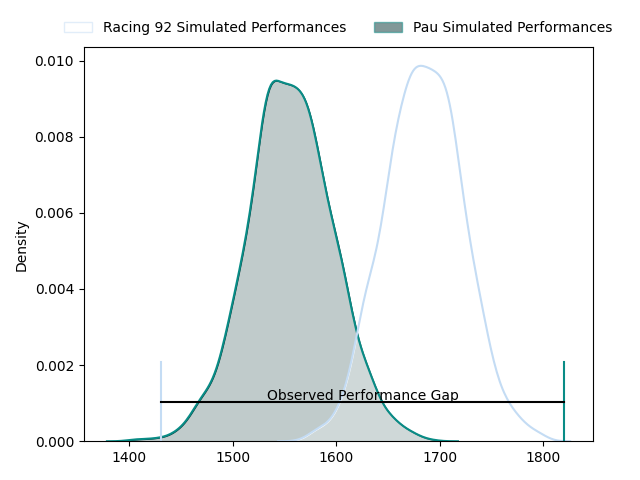 Racing 92 Simulated Performances
Pau Simulated Performances
0.010
0.008
0.006
0.004
0.002
0.000
Density
Observed Performance Gap
1400 1500 1600 1700 1800